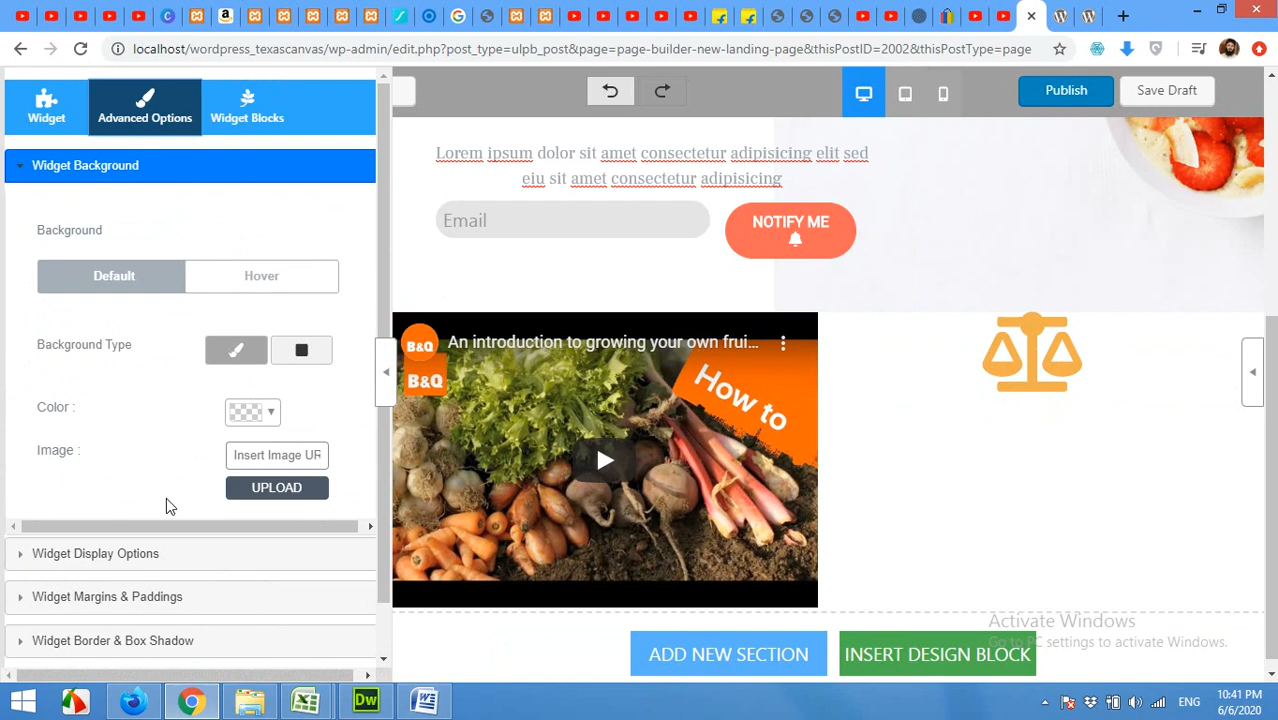 localhost/wordpress_texascanvas/wp-admin/edit.php?post_type=ulpb_post&page=page-builder-new-landing-page&thisPostID=2002&thisPostType=page
Widget
Advanced Options
Widget Blocks
Publish
Save Draft
Widget Background
Background
Default
Hover
Background Type
Color :
Image :
Insert Image UR
UPLOAD
Widget Display Options
Widget Margins & Paddings
Widget Border & Box Shadow
Lorem ipsum dolor sit amet consectetur adipisicing elit sed
eiu sit amet consectetur adipisicing
Email
NOTIFY ME
B&Q
An introduction to growing your own frui...
B&Q
How to
Activate Windows
Go to PC settings to activate Windows.
ADD NEW SECTION
INSERT DESIGN BLOCK
Dw
ENG
10:41 PM
6/6/2020